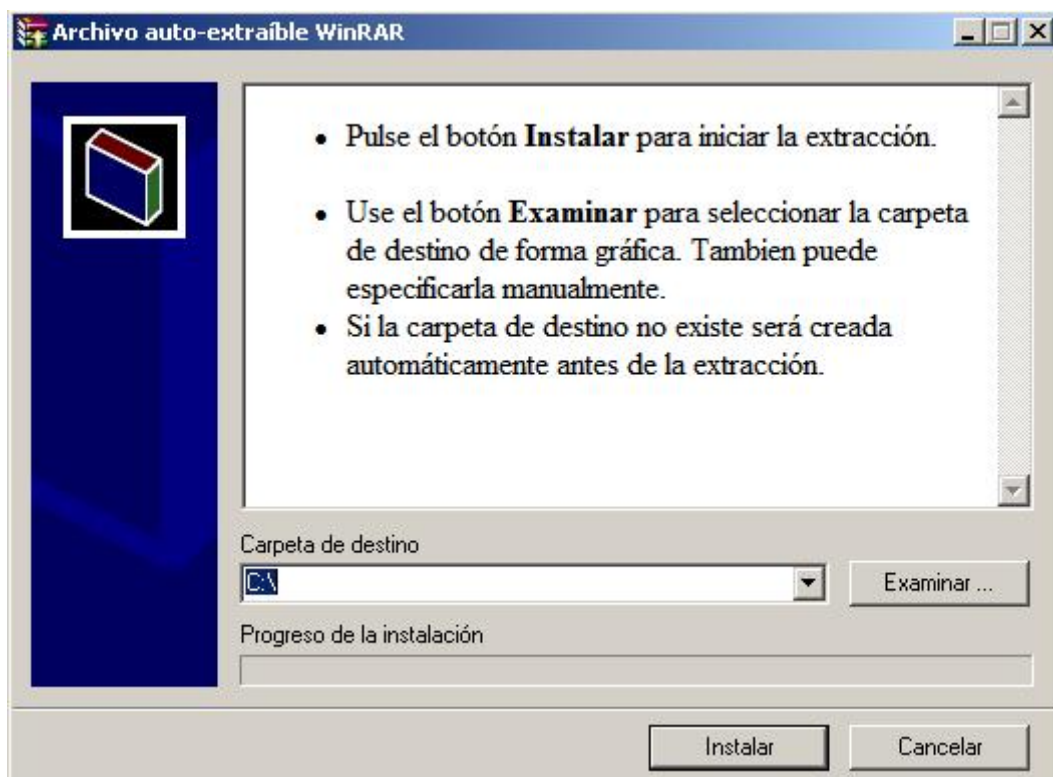 Archivo auto-extraíble WinRAR
Pulse el botón Instalar para iniciar la extracción.
Use el botón Examinar para seleccionar la carpeta
de destino de forma gráfica. Tambien puede
especificarla manualmente.
Si la carpeta de destino no existe será creada
automáticamente antes de la extracción.
Carpeta de destino
C:\
Examinar ...
Progreso de la instalación
Instalar
Cancelar